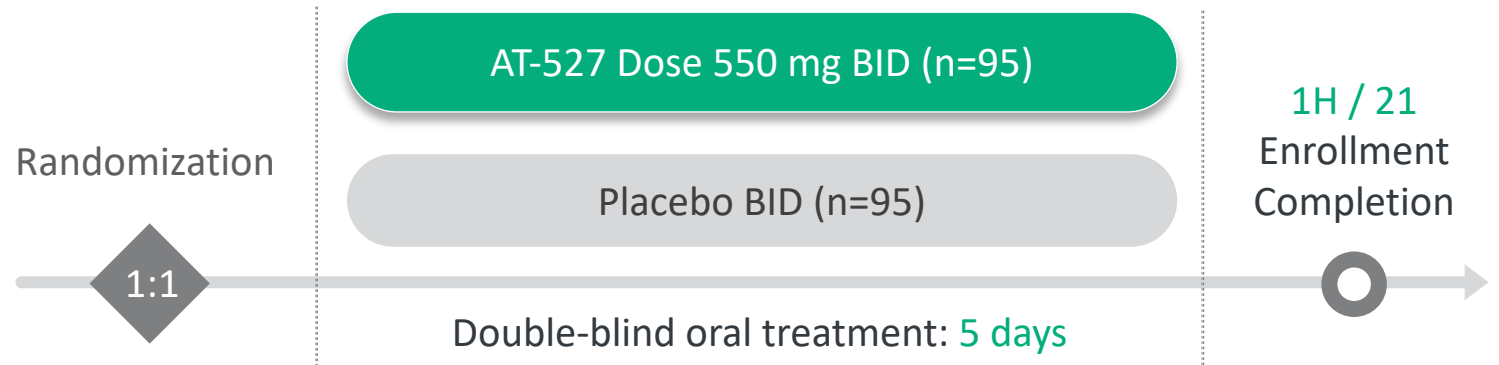 Randomization
1:1
AT-527 Dose 550 mg BID (n=95)
Placebo BID (n=95)
Double-blind oral treatment: 5 days
1H / 21
Enrollment
Completion